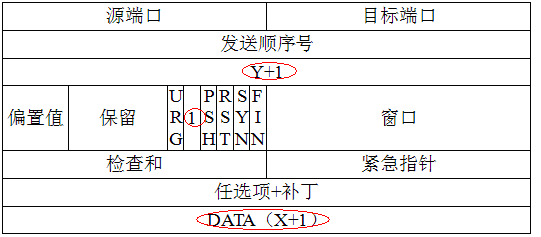 源端口 目标端口
发送顺序号
Y+1
偏置值 保留 URG 1 PSH RST SYN FIN 窗口
检查和 紧急指针
任选项+补丁
DATA（X+1）